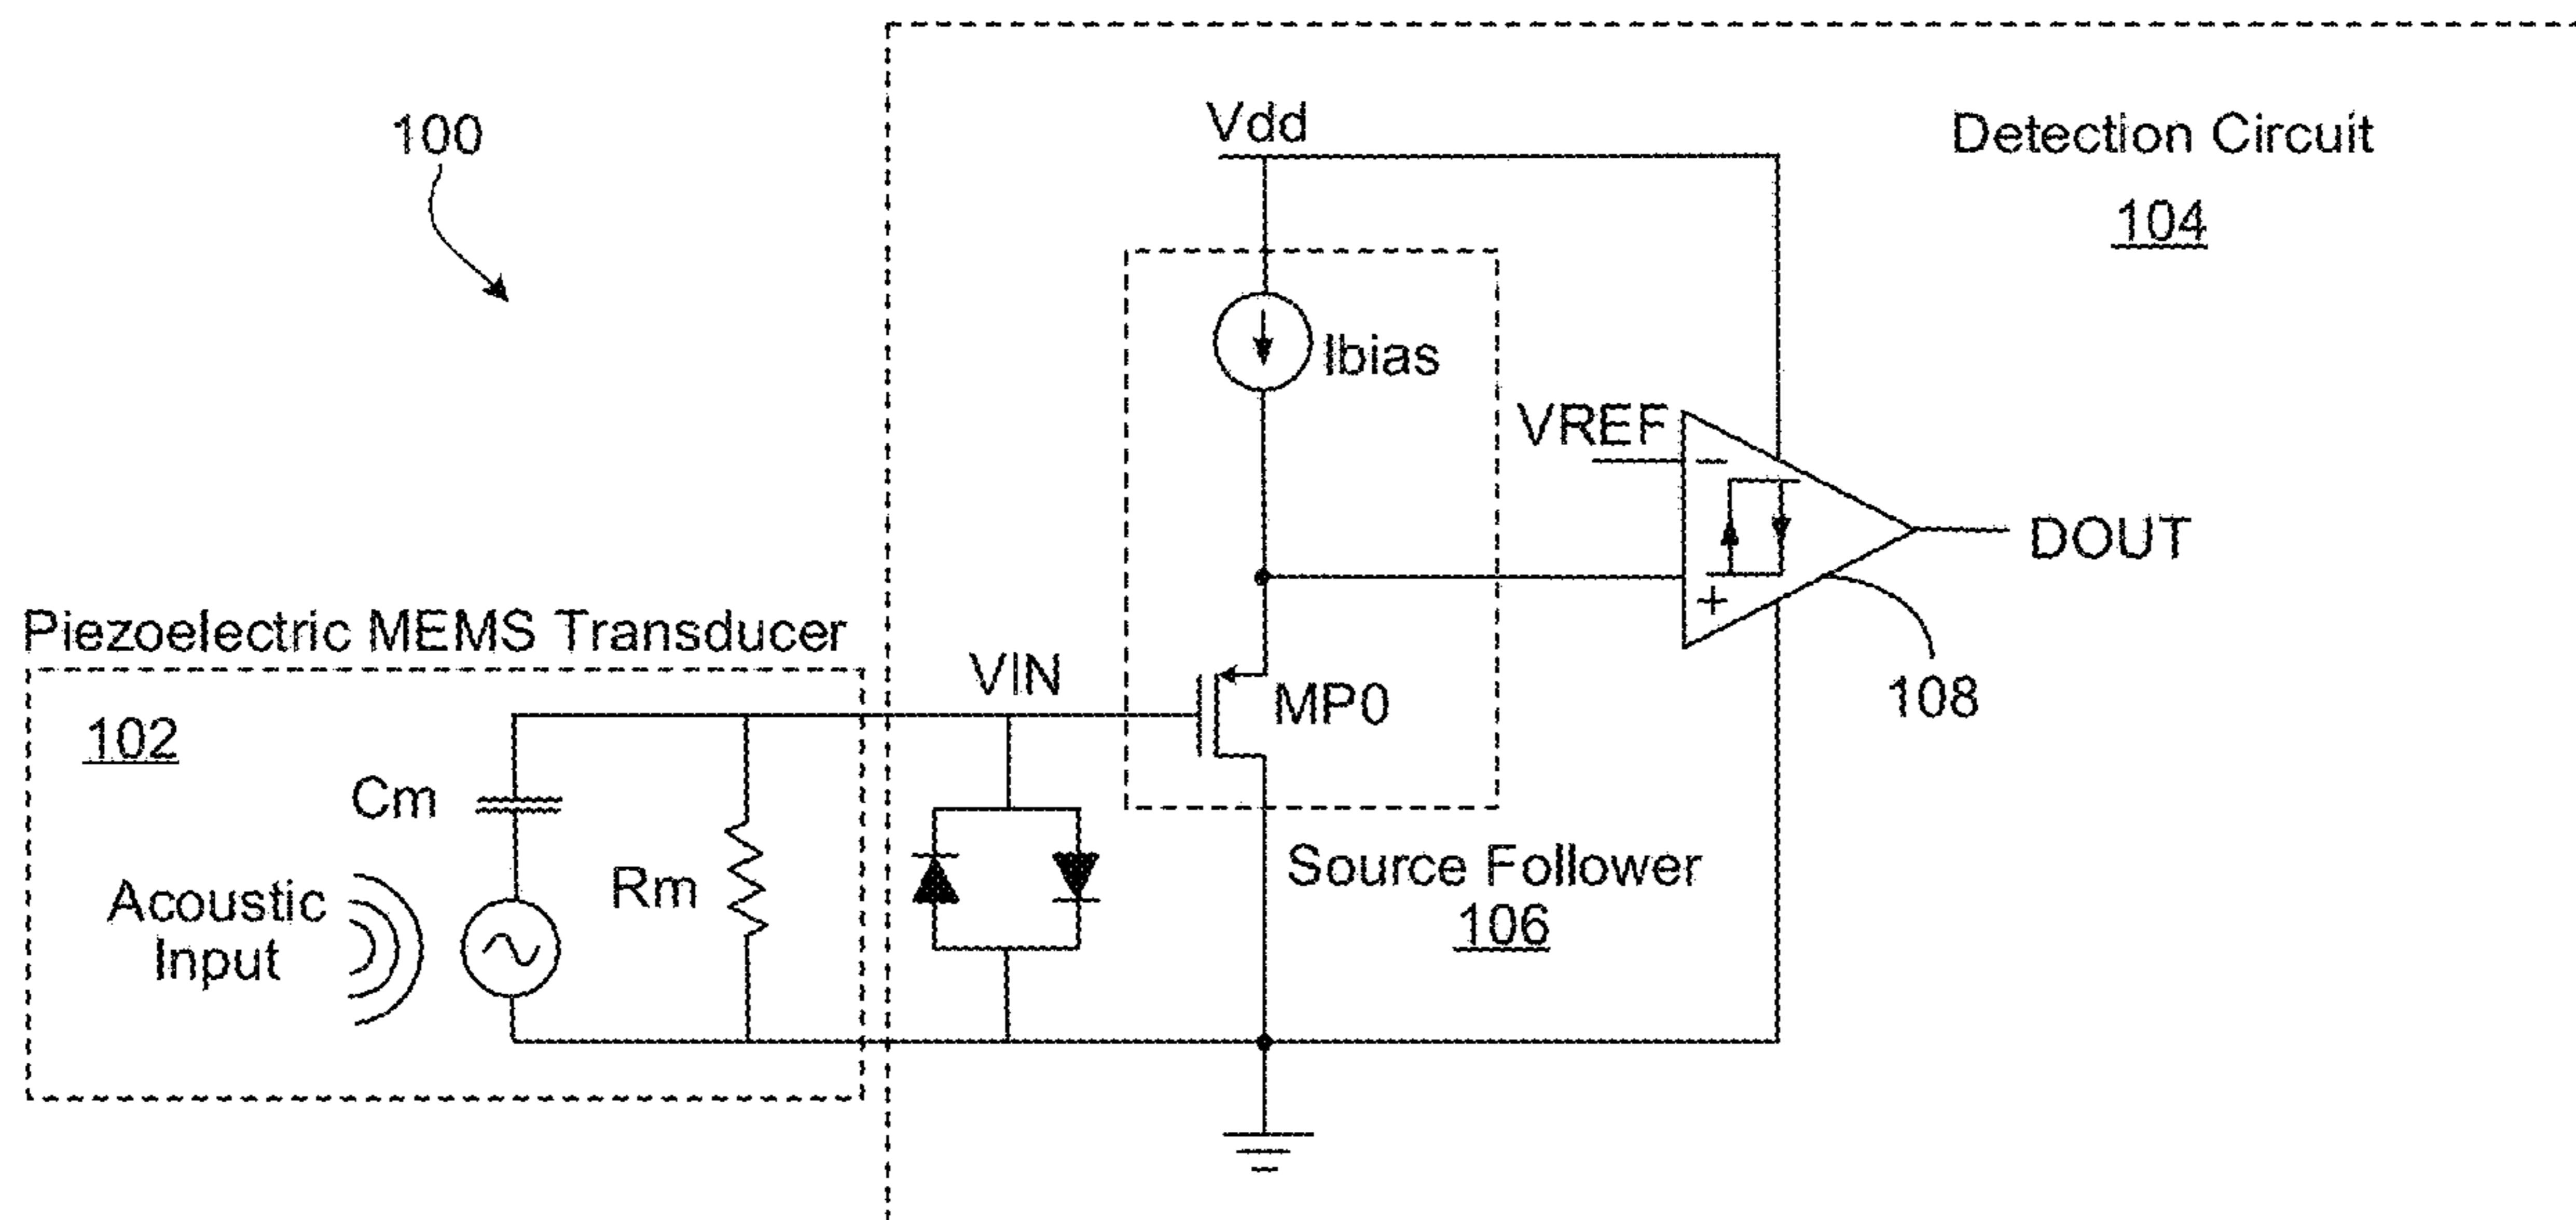 100
Vdd
Detection Circuit
104
Ibias
VREF
−
+
DOUT
108
Piezoelectric MEMS Transducer
102
VIN
MP0
Cm
Rm
Acoustic
Input
Source Follower
106